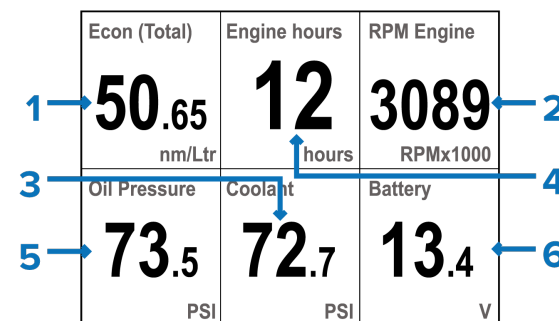 Econ (Total) Engine hours RPM Engine
1 50.65 12 3089 2
nm/Ltr hours RPMx1000
3 4
Oil Pressure Coolant Battery
5 73.5 72.7 13.4 6
PSI PSI V